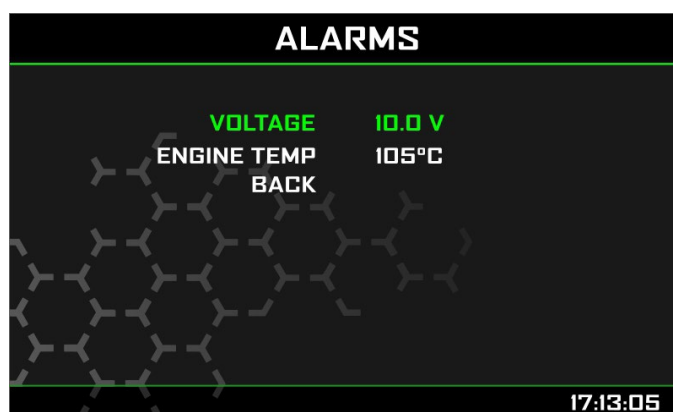 ALARMS
VOLTAGE 10.0 V
ENGINE TEMP 105°C
BACK
17:13:05